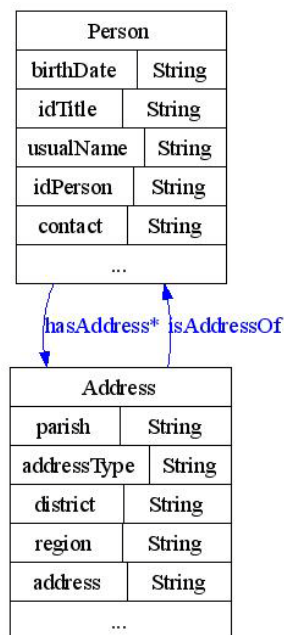 Person
birthDate String
idTitle String
usualName String
idPerson String
contact String
...
hasAddress* isAddressOf
Address
parish String
addressType String
district String
region String
address String
...